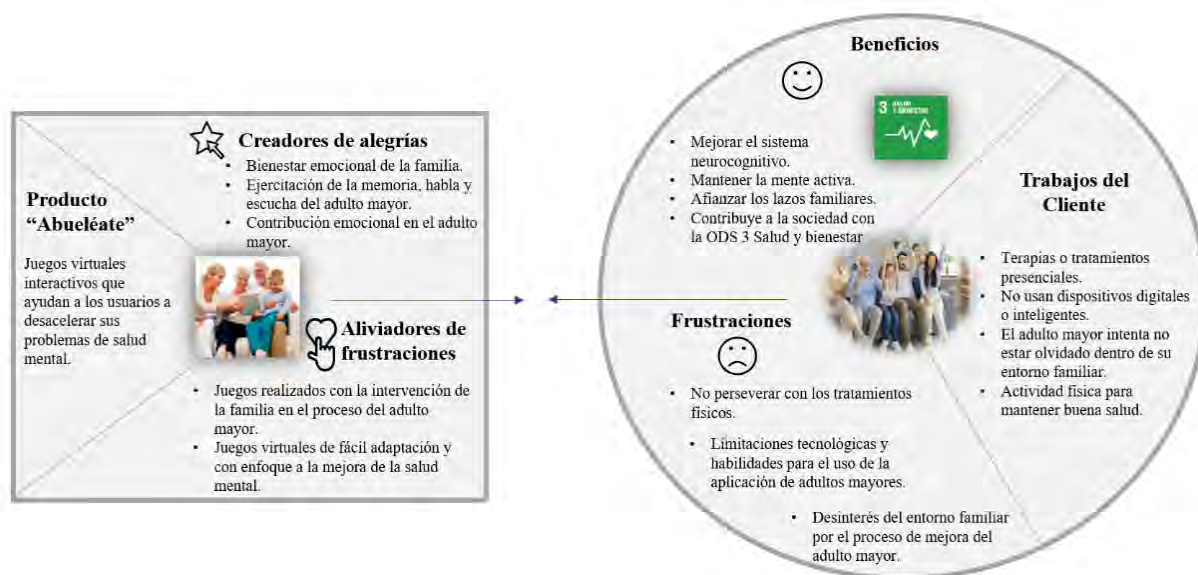 Producto
“Abueléate”
Juegos virtuales
interactivos que
ayudan a los usuarios a
desacelerar sus
problemas de salud
mental.
Creadores de alegrías
• Bienestar emocional de la familia.
• Ejercitación de la memoria, habla y
escucha del adulto mayor.
• Contribución emocional en el adulto
mayor.
Aliviadores de
frustraciones
• Juegos realizados con la intervención de
la familia en el proceso del adulto
mayor.
• Juegos virtuales de fácil adaptación y
con enfoque a la mejora de la salud
mental.
Beneficios
3 SALUD
Y BIENESTAR
• Mejorar el sistema
neurocognitivo.
• Mantener la mente activa.
• Afianzar los lazos familiares.
• Contribuye a la sociedad con
la ODS 3 Salud y bienestar
Frustraciones
• No perseverar con los tratamientos
físicos.
• Limitaciones tecnológicas y
habilidades para el uso de la
aplicación de adultos mayores.
• Desinterés del entorno familiar
por el proceso de mejora del
adulto mayor.
Trabajos del
Cliente
• Terapias o tratamientos
presenciales.
• No usan dispositivos digitales
o inteligentes.
• El adulto mayor intenta no
estar olvidado dentro de su
entorno familiar.
• Actividad física para
mantener buena salud.